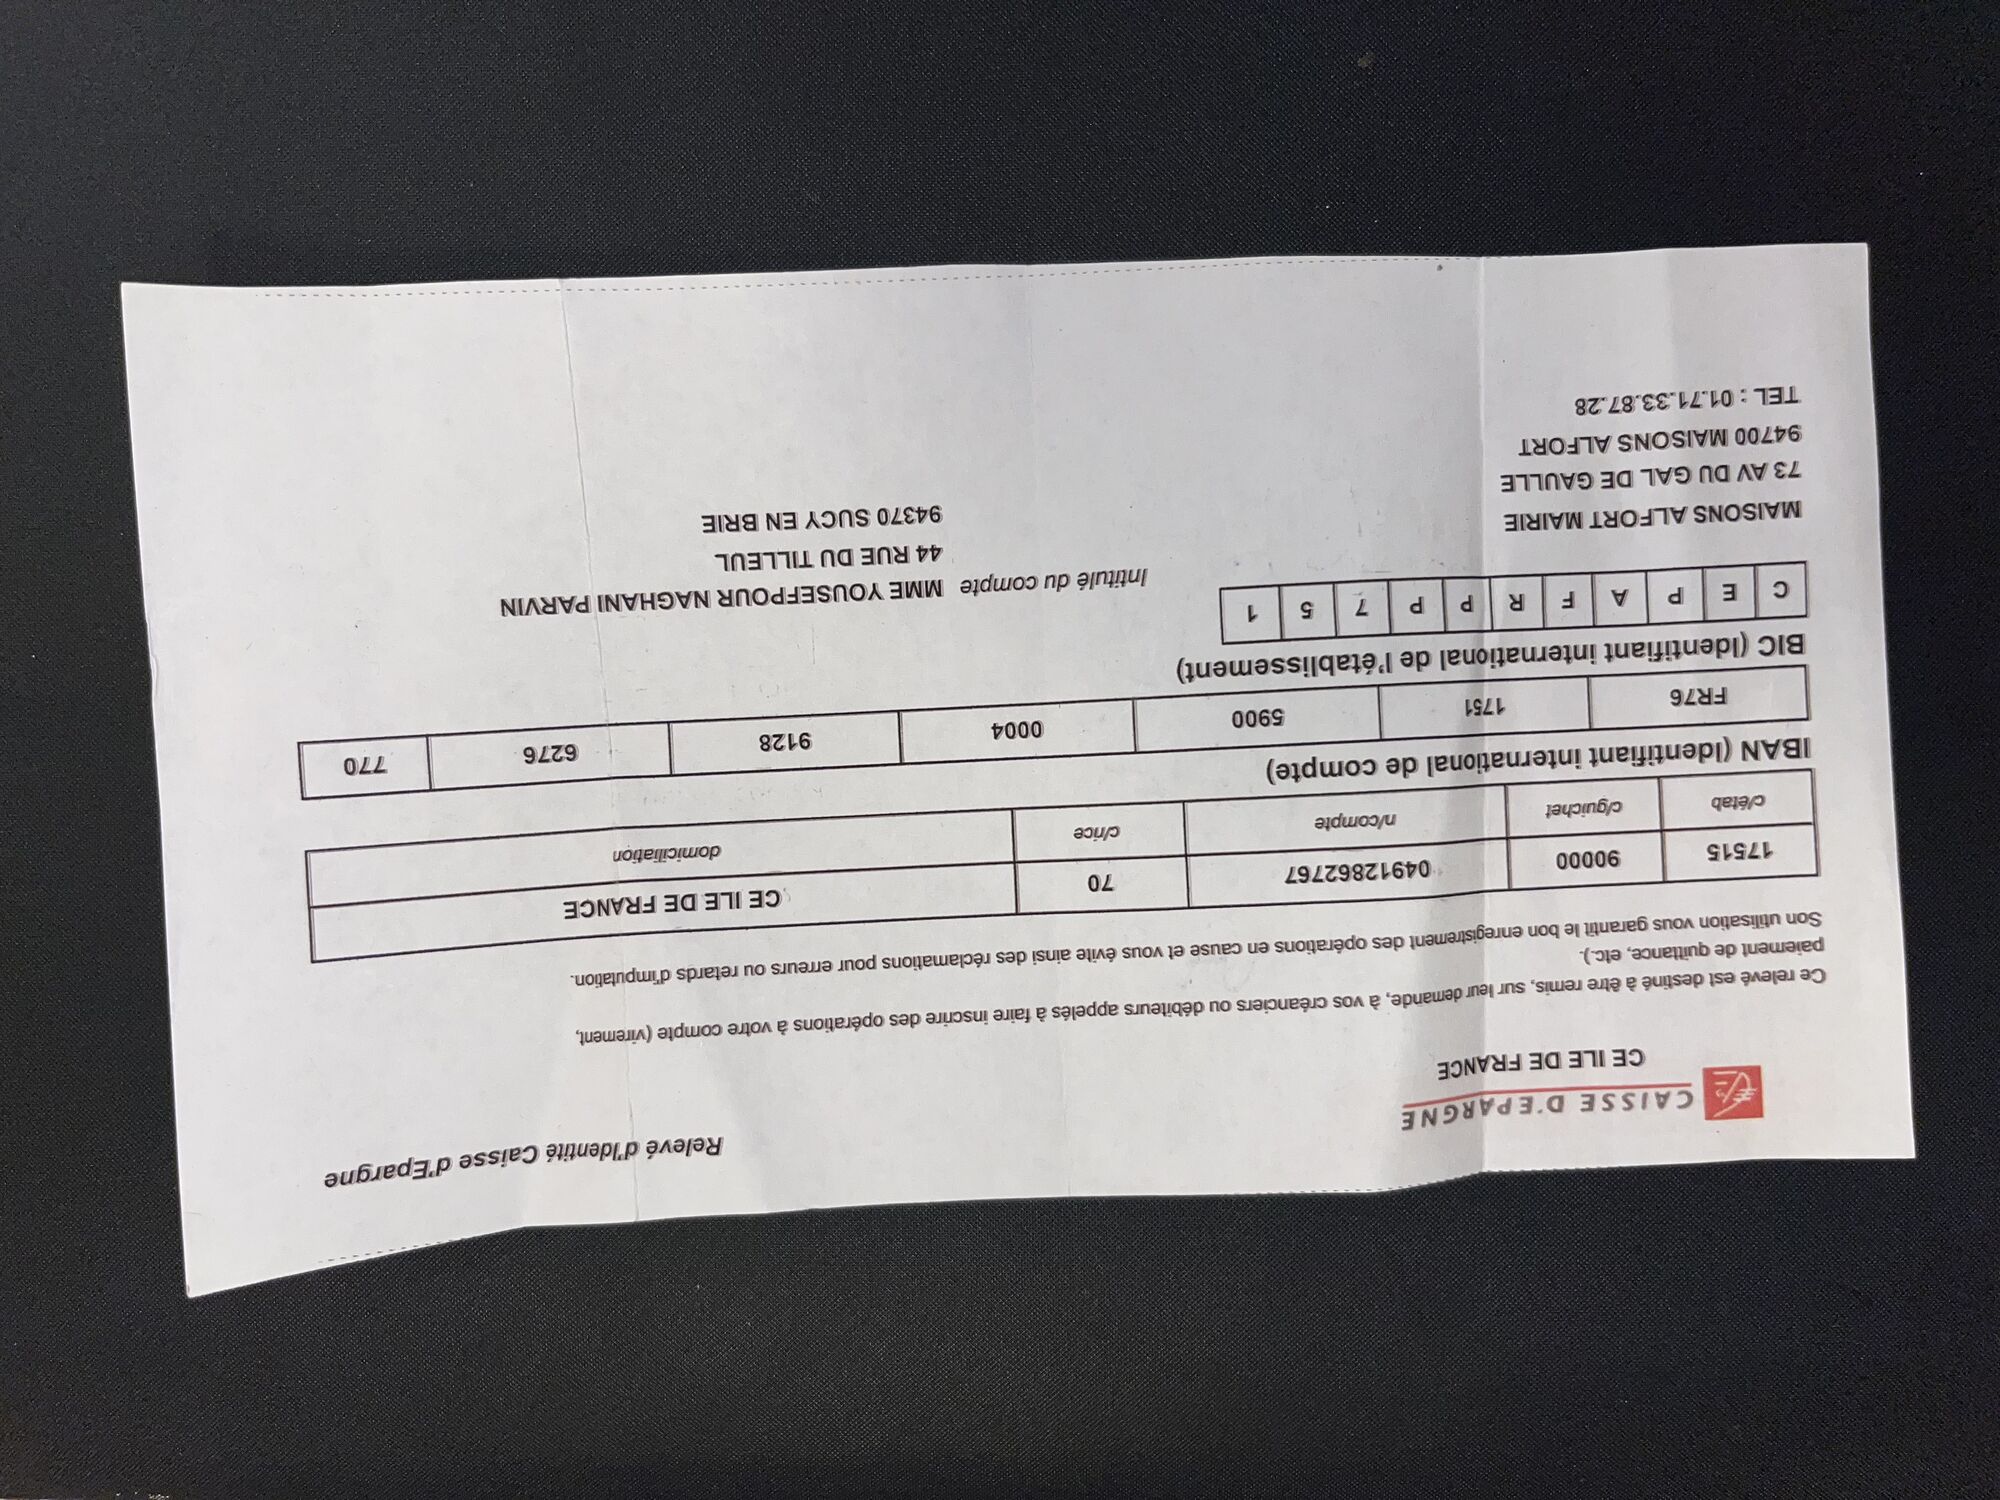 Relevé d'Identité Caisse d'Epargne
CAISSE D'EPARGNE
CE ILE DE FRANCE
Ce relevé est destiné à être remis, sur leur demande, à vos créanciers ou débiteurs appelés à faire inscrire des opérations à votre compte (virement,
paiement de quittance, etc.).
Son utilisation vous garantit le bon enregistrement des opérations en cause et vous évite ainsi des réclamations pour erreurs ou retards d'imputation.
17515 90000 04912862767 70 CE ILE DE FRANCE
c/étab c/guichet n/compte c/rice domiciliation
IBAN (Identifiant international de compte)
FR76 1751 5900 0004 9128 6276 770
BIC (Identifiant international de l'établissement)
C E P A F R P P 7 5 1
Intitulé du compte MME YOUSEFPOUR NAGHANI PARVIN
44 RUE DU TILLEUL
94370 SUCY EN BRIE
MAISONS ALFORT MAIRIE
73 AV DU GAL DE GAULLE
94700 MAISONS ALFORT
TEL : 01.71.33.87.28